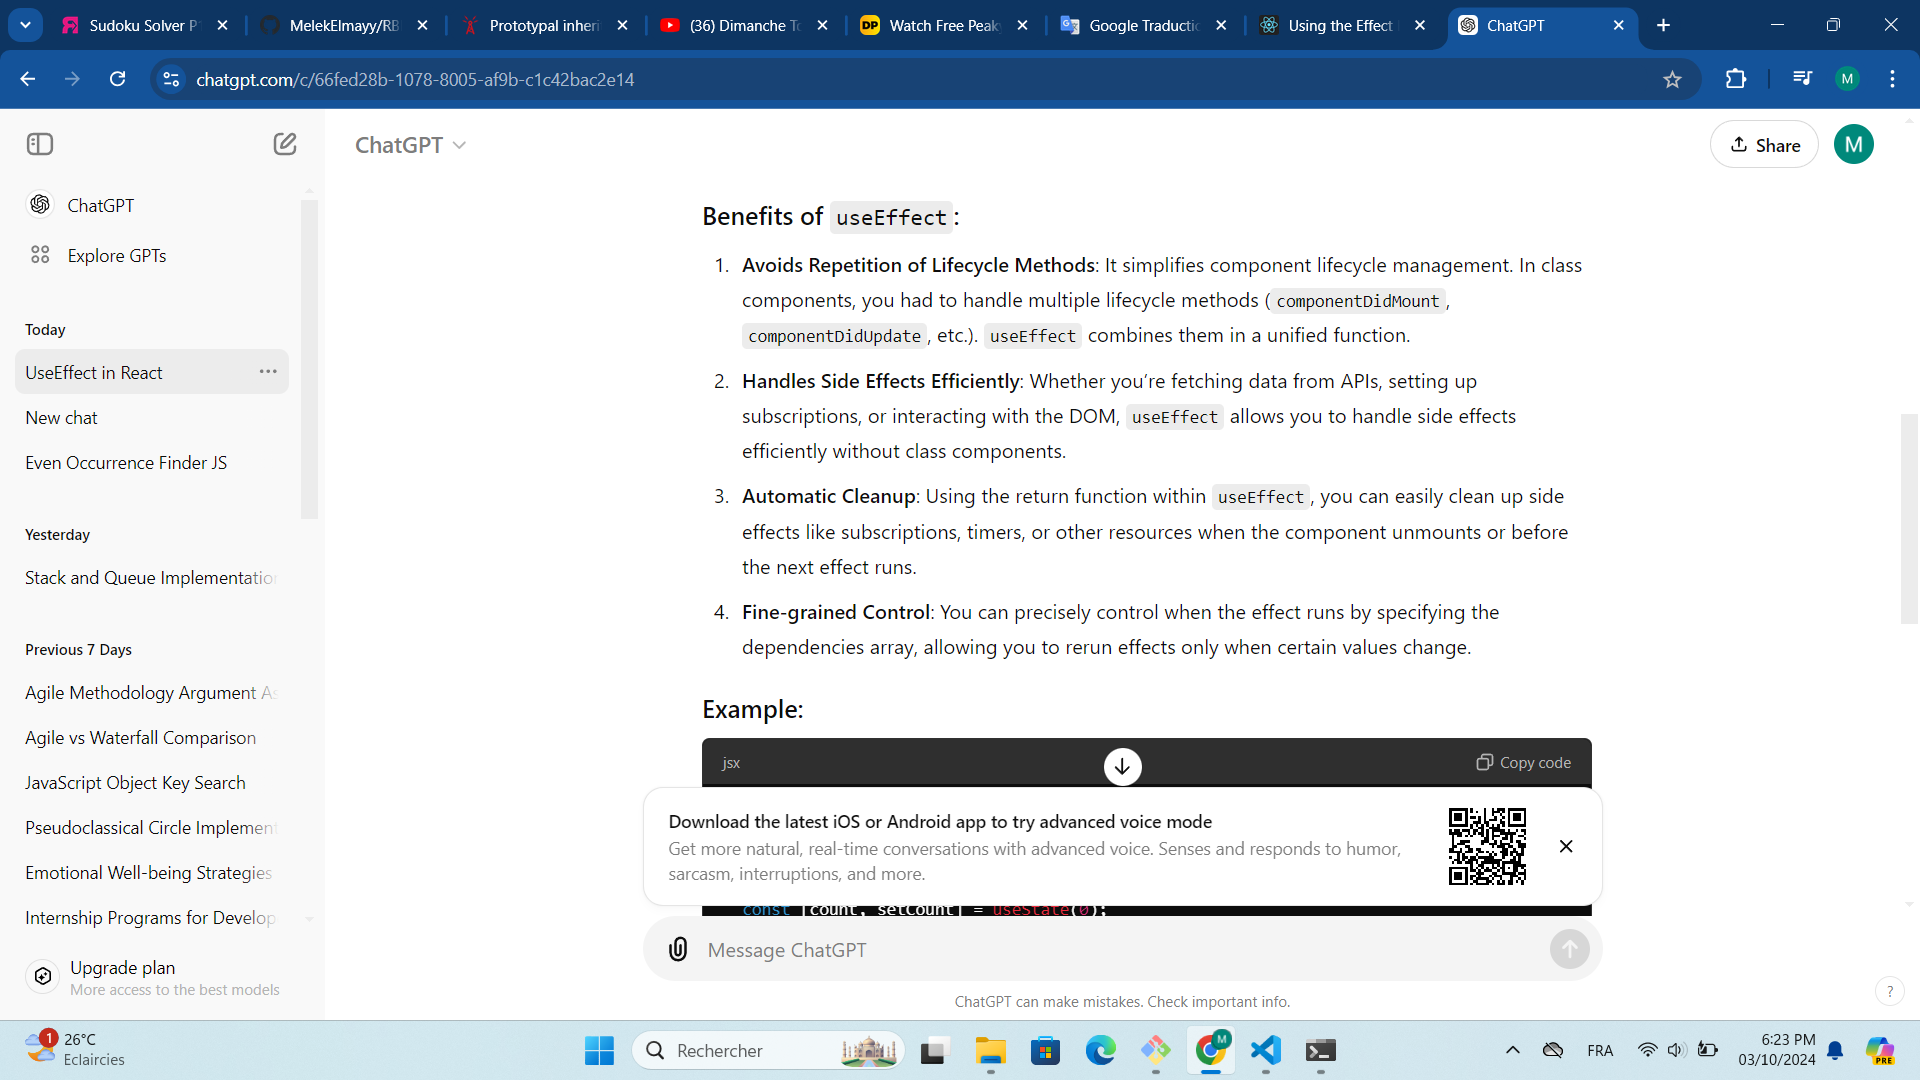 Sudoku Solver P
MelekElmayy/RB
Prototypal inheri
(36) Dimanche To
Watch Free Peak
Google Traductio
Using the Effect
ChatGPT
chatgpt.com/c/66fed28b-1078-8005-af9b-c1c42bac2e14
M
ChatGPT
Share
M
ChatGPT
Explore GPTs
Today
UseEffect in React
New chat
Even Occurrence Finder JS
Yesterday
Stack and Queue Implementation
Previous 7 Days
Agile Methodology Argument As
Agile vs Waterfall Comparison
JavaScript Object Key Search
Pseudoclassical Circle Implement
Emotional Well-being Strategies
Internship Programs for Develop
Upgrade plan
More access to the best models
Benefits of useEffect:
1. Avoids Repetition of Lifecycle Methods: It simplifies component lifecycle management. In class
components, you had to handle multiple lifecycle methods (componentDidMount,
componentDidUpdate, etc.). useEffect combines them in a unified function.
2. Handles Side Effects Efficiently: Whether you’re fetching data from APIs, setting up
subscriptions, or interacting with the DOM, useEffect allows you to handle side effects
efficiently without class components.
3. Automatic Cleanup: Using the return function within useEffect, you can easily clean up side
effects like subscriptions, timers, or other resources when the component unmounts or before
the next effect runs.
4. Fine-grained Control: You can precisely control when the effect runs by specifying the
dependencies array, allowing you to rerun effects only when certain values change.
Example:
jsx
Copy code
Download the latest iOS or Android app to try advanced voice mode
Get more natural, real-time conversations with advanced voice. Senses and responds to humor,
sarcasm, interruptions, and more.
const [count, setCount] = useState(0);
Message ChatGPT
ChatGPT can make mistakes. Check important info.
?
1
26°C
Eclaircies
Rechercher
M
FRA
6:23 PM
03/10/2024
PRE